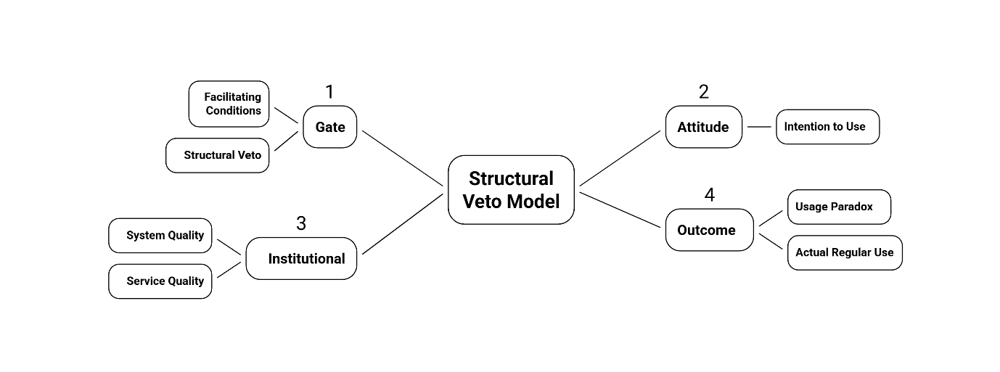 1
Facilitating
Conditions
Gate
Structural Veto
2
Attitude
Intention to Use
Structural
Veto Model
3
System Quality
Institutional
Service Quality
4
Usage Paradox
Outcome
Actual Regular Use